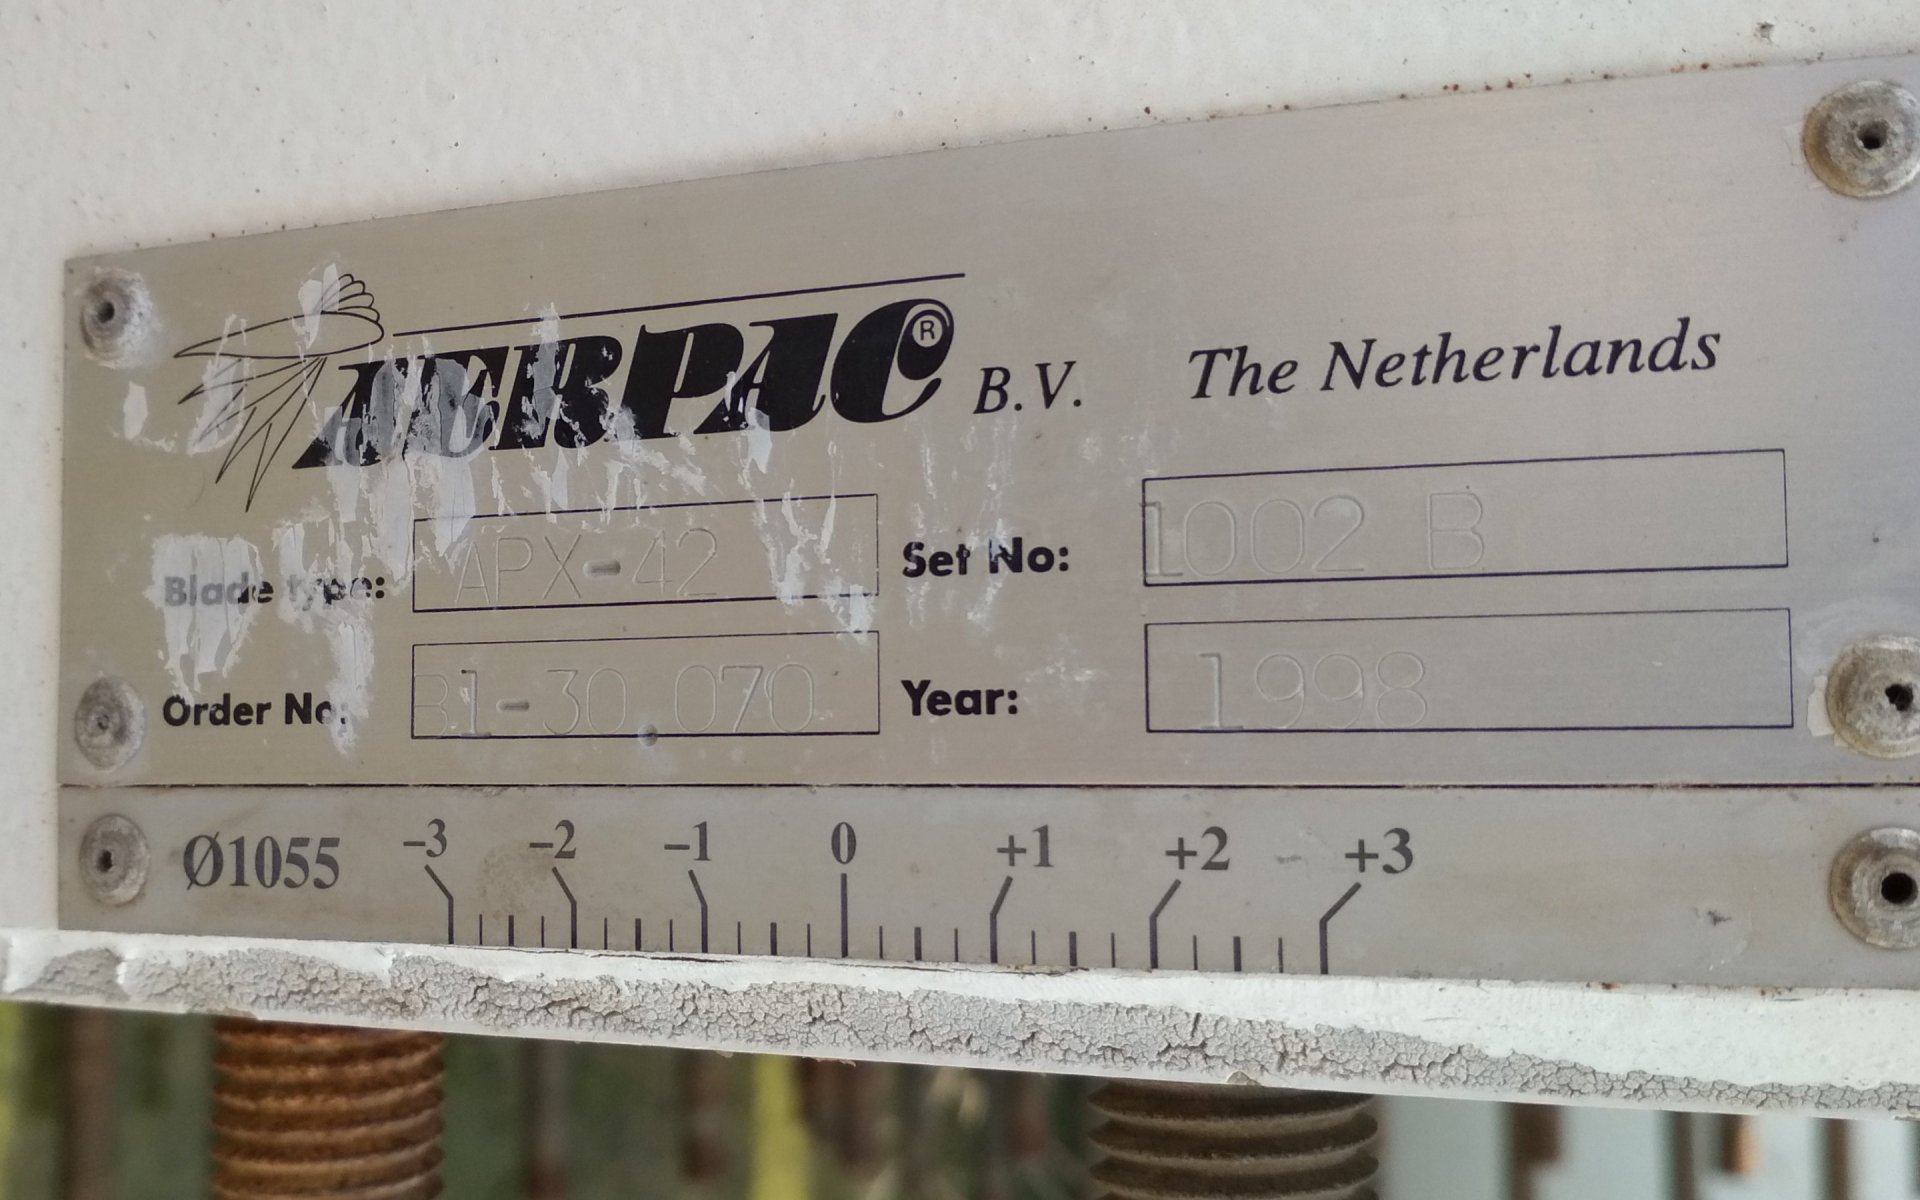 AERPAC® B.V. The Netherlands
Blade type: APX-42 Set No: 1002 B
Order No: B1-30.070 Year: 1998
Ø1055 –3 –2 –1 0 +1 +2 +3